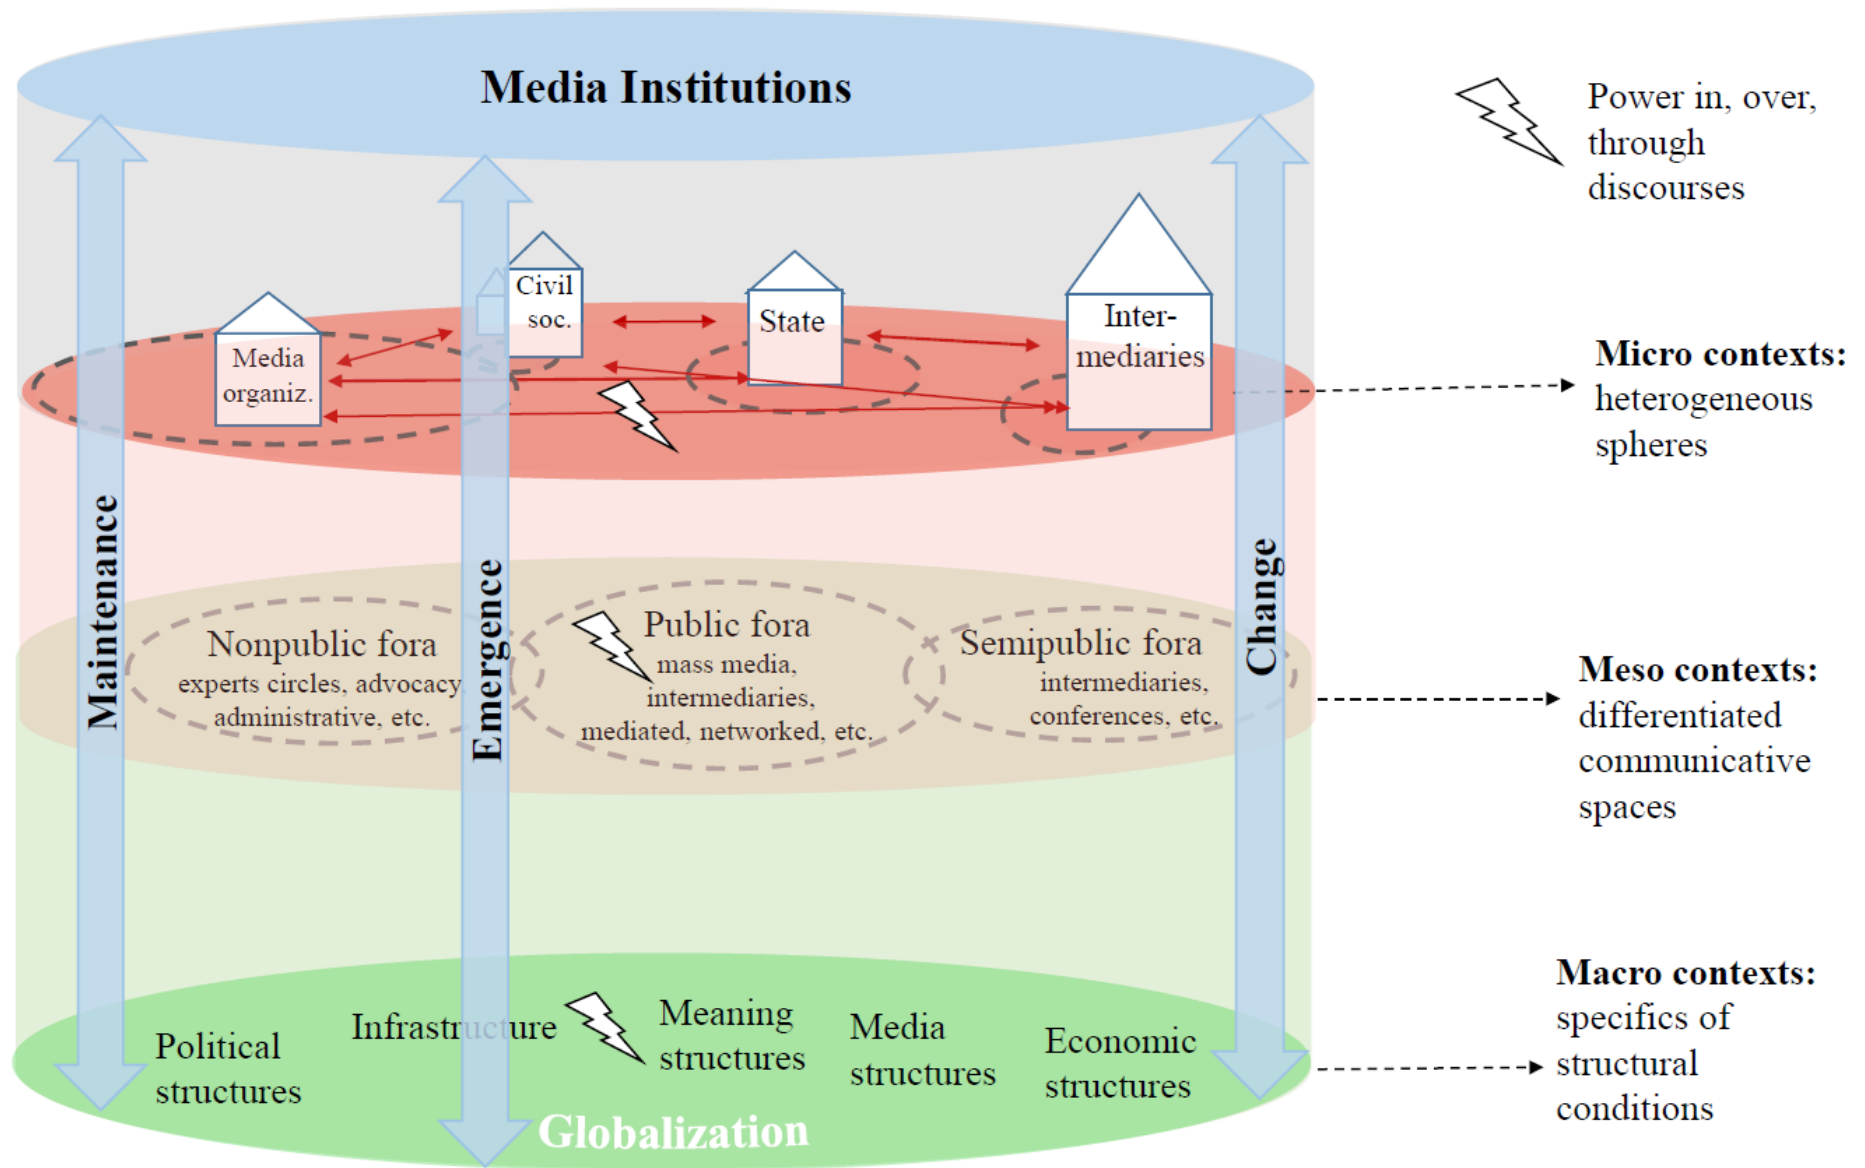 Media Institutions
Power in, over,
through
discourses
Civil
soc.
State
Inter-
mediaries
Media
organiz.
Micro contexts:
heterogeneous
spheres
Maintenance
Emergence
Change
Nonpublic fora
experts circles, advocacy
administrative, etc.
Public fora
mass media,
intermediaries,
mediated, networked, etc.
Semipublic fora
intermediaries,
conferences, etc.
Meso contexts:
differentiated
communicative
spaces
Political
structures
Infrastructure
Meaning
structures
Media
structures
Economic
structures
Globalization
Macro contexts:
specifics of
structural
conditions